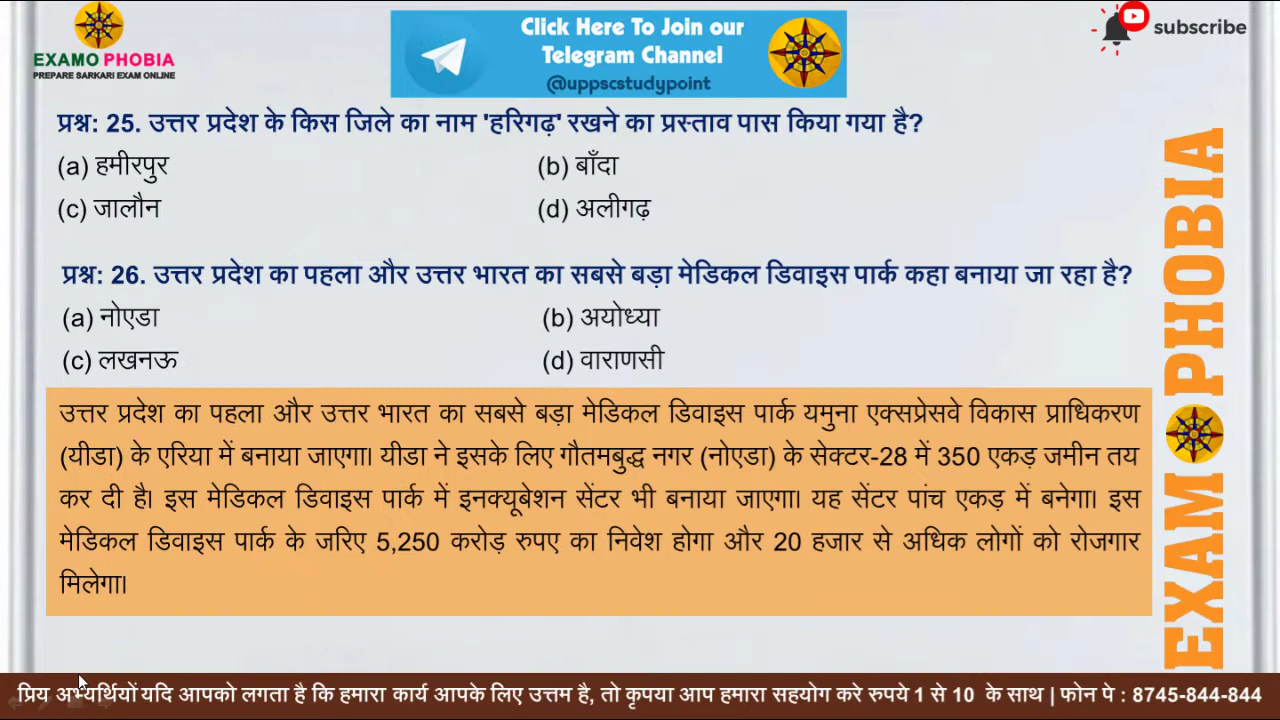 EXAMO PHOBIA
PREPARE SARKARI EXAM ONLINE
Click Here To Join our
Telegram Channel
@uppscstudypoint
subscribe
प्रश्न: 25. उत्तर प्रदेश के किस जिले का नाम 'हरिगढ़' रखने का प्रस्ताव पास किया गया है?
(a) हमीरपुर
(b) बाँदा
(c) जालौन
(d) अलीगढ़
प्रश्न: 26. उत्तर प्रदेश का पहला और उत्तर भारत का सबसे बड़ा मेडिकल डिवाइस पार्क कहा बनाया जा रहा है?
(a) नोएडा
(b) अयोध्या
(c) लखनऊ
(d) वाराणसी
उत्तर प्रदेश का पहला और उत्तर भारत का सबसे बड़ा मेडिकल डिवाइस पार्क यमुना एक्सप्रेसवे विकास प्राधिकरण
(यीडा) के एरिया में बनाया जाएगा। यीडा ने इसके लिए गौतमबुद्ध नगर (नोएडा) के सेक्टर-28 में 350 एकड़ जमीन तय
कर दी है। इस मेडिकल डिवाइस पार्क में इनक्यूबेशन सेंटर भी बनाया जाएगा। यह सेंटर पांच एकड़ में बनेगा। इस
मेडिकल डिवाइस पार्क के जरिए 5,250 करोड़ रुपए का निवेश होगा और 20 हजार से अधिक लोगों को रोजगार
मिलेगा।
EXAM PHOBIA
प्रिय अभ्यर्थियों यदि आपको लगता है कि हमारा कार्य आपके लिए उत्तम है, तो कृपया आप हमारा सहयोग करे रुपये 1 से 10 के साथ | फोन पे : 8745-844-844